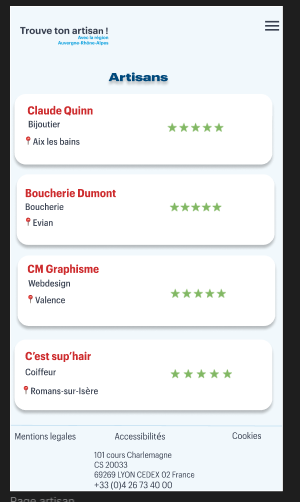 Trouve ton artisan !
Avec la région
Auvergne-Rhône-Alpes
Artisans
Claude Quinn
Bijoutier
Aix les bains
Boucherie Dumont
Boucherie
Evian
CM Graphisme
Webdesign
Valence
C'est sup'hair
Coiffeur
Romans-sur-Isère
Mentions legales Accessibilités Cookies
101 cours Charlemagne
CS 20033
69269 LYON CEDEX 02 France
+33 (0)4 26 73 40 00
Page artisan